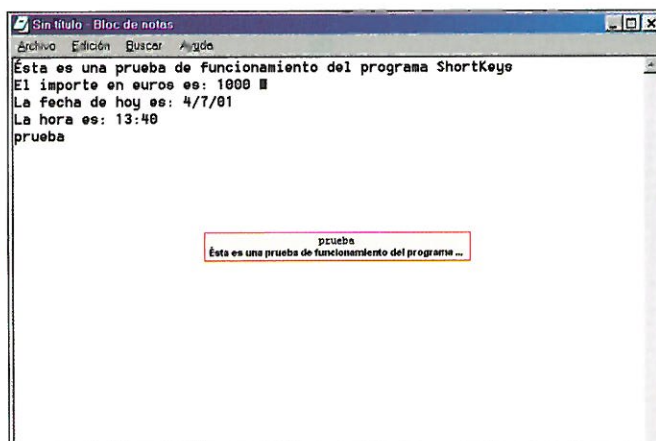 Sin título - Bloc de notas
Archivo Edición Buscar Ayuda
Ésta es una prueba de funcionamiento del programa ShortKeys
El importe en euros es: 1000
La fecha de hoy es: 4/7/01
La hora es: 13:40
prueba
prueba
Ésta es una prueba de funcionamiento del programa ...